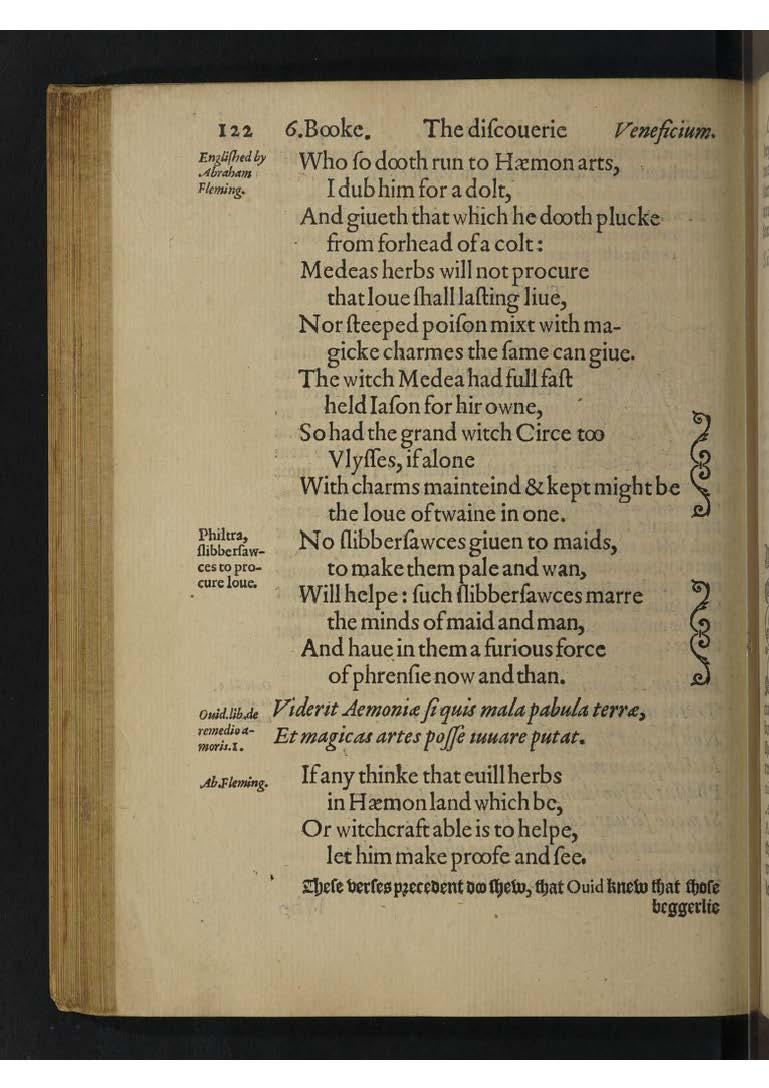 122 6.Booke. The diſcouerie Veneficium.
Engliſhed by
Abraham
Fleming.
Who ſo dooth run to Hæmon arts,
I dub him for a dolt,
And giueth that which he dooth plucke
from forhead of a colt:
Medeas herbs will not procure
that loue ſhall laſting liue,
Nor ſteeped poiſon mixt with ma-
gicke charmes the ſame can giue.
The witch Medea had full faſt
held Iaſon for hir owne,
So had the grand witch Circe too
Vlyſſes, if alone
With charms mainteind & kept might be
the loue of twaine in one.
Philtra,
ſlibberſaw-
ces to pro-
cure loue.
No ſlibberſawces giuen to maids,
to make them pale and wan,
Will helpe: ſuch ſlibberſawces marre
the minds of maid and man,
And haue in them a furious force
of phrenſie now and than.
Ouid.lib.de
remedio a-
moris.1.
Viderit Aemoniæ ſi quis mala pabula terræ,
Et magicas artes poſſe iuuare putat.
Ab.Fleming.
If any thinke that euill herbs
in Hæmon land which be,
Or witchcraft able is to helpe,
let him make proofe and ſee.
Theſe verſes precedent doo ſhew, that Ouid knew that thoſe
beggerlie